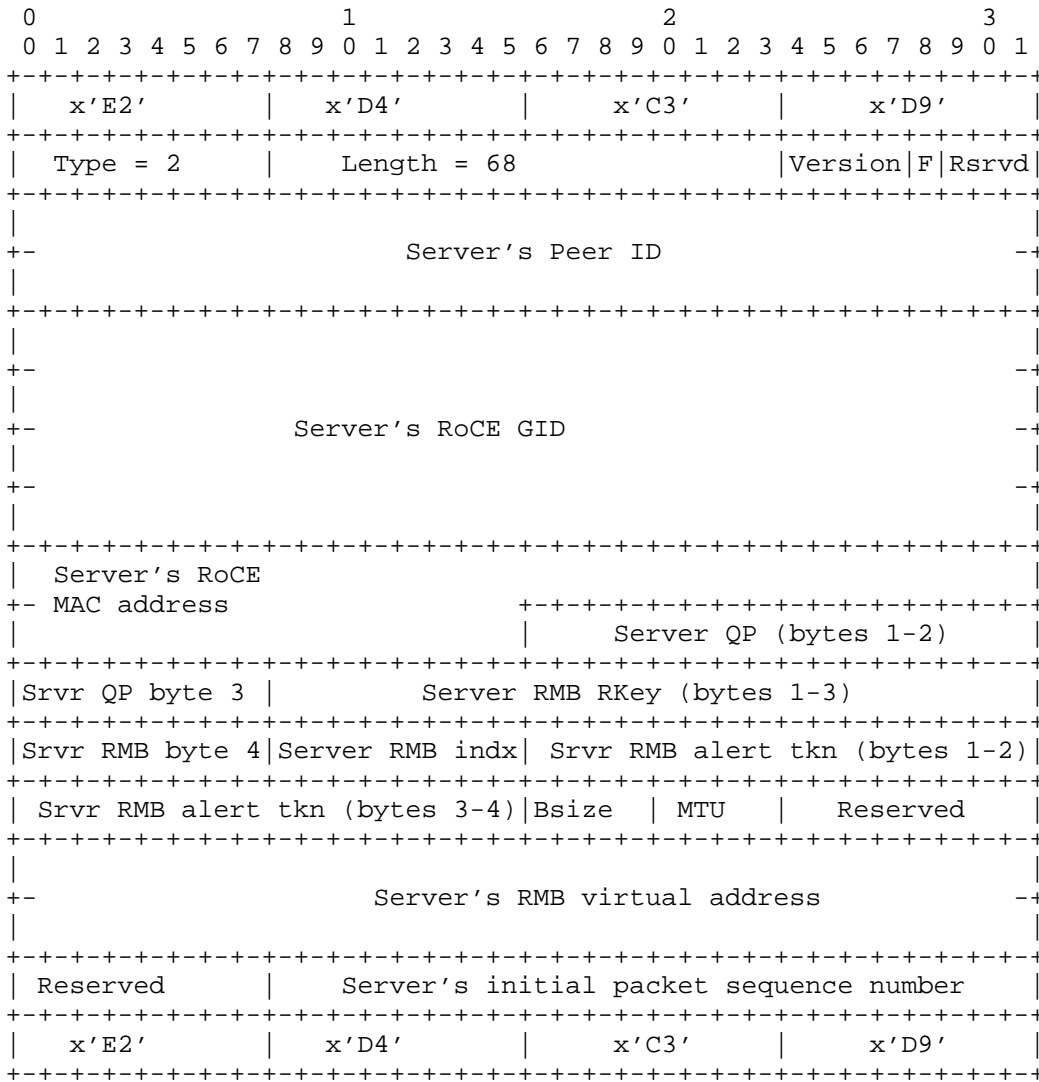 0                   1                   2                   3
0 1 2 3 4 5 6 7 8 9 0 1 2 3 4 5 6 7 8 9 0 1 2 3 4 5 6 7 8 9 0 1
x'E2' x'D4' x'C3' x'D9'
Type = 2 Length = 68 Version F Rsrvd
Server's Peer ID
Server's RoCE GID
Server's RoCE
MAC address
Server QP (bytes 1-2)
Srvr QP byte 3 Server RMB RKey (bytes 1-3)
Srvr RMB byte 4 Server RMB indx Srvr RMB alert tkn (bytes 1-2)
Srvr RMB alert tkn (bytes 3-4) Bsize MTU Reserved
Server's RMB virtual address
Reserved Server's initial packet sequence number
x'E2' x'D4' x'C3' x'D9'